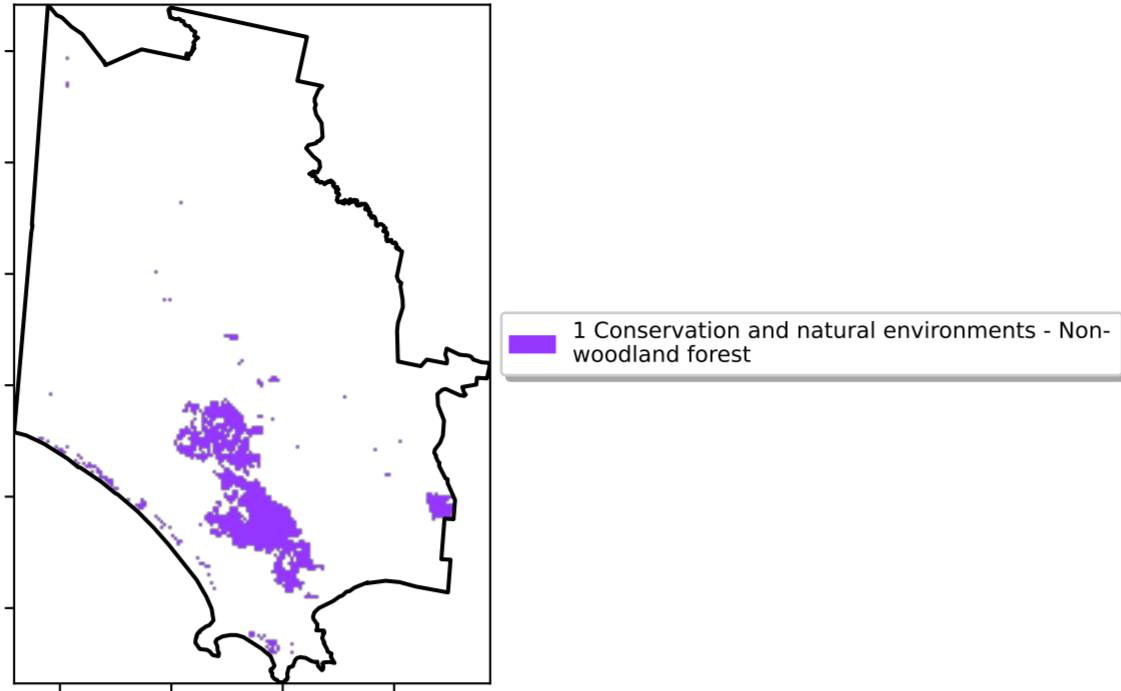 1 Conservation and natural environments - Non-
woodland forest